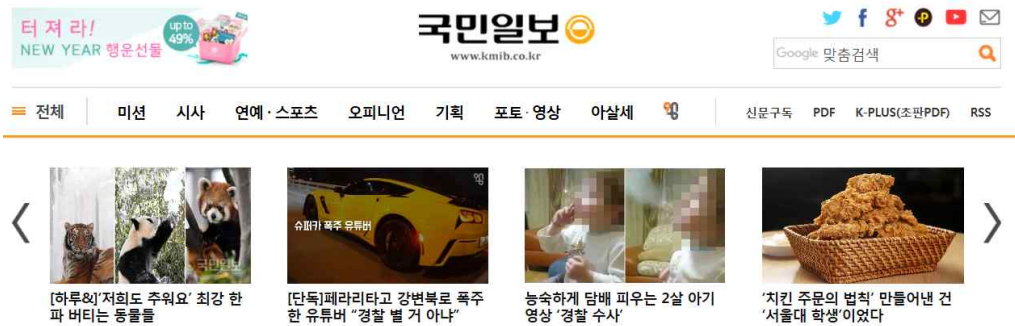 터져라!
NEW YEAR 행운선물
up to
49%
국민일보
www.kmib.co.kr
Google 맞춤검색
전체 미션 시사 연예·스포츠 오피니언 기획 포토·영상 아살세 신문구독 PDF K-PLUS(초판PDF) RSS
국민일보
[하루&]‘저희도 추워요’ 최강 한
파 버티는 동물들
슈퍼카 폭주 유튜버
[단독]페라리타고 강변북로 폭주
한 유튜버 “경찰 별 거 아냐”
능숙하게 담배 피우는 2살 아기
영상 ‘경찰 수사’
‘치킨 주문의 법칙’ 만들어낸 건
‘서울대 학생’이었다